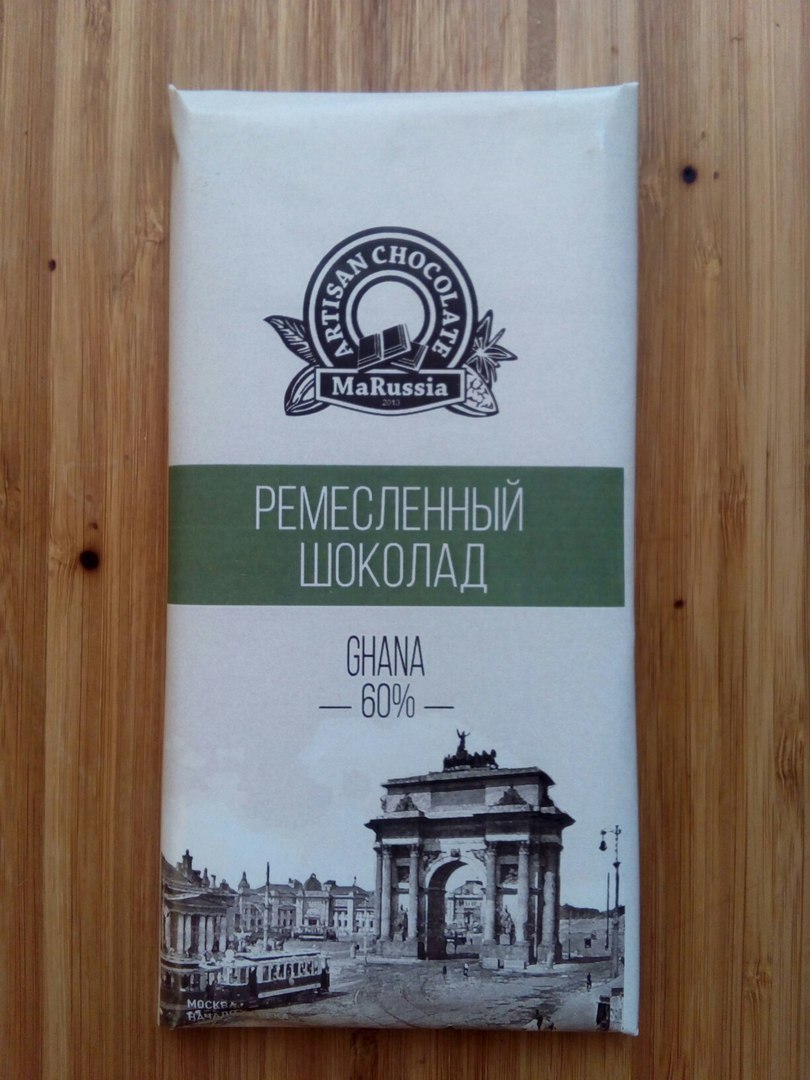 ARTISAN CHOCOLATE
MaRussia
2013
РЕМЕСЛЕННЫЙ
ШОКОЛАД
GHANA
— 60% —
МОСКВА